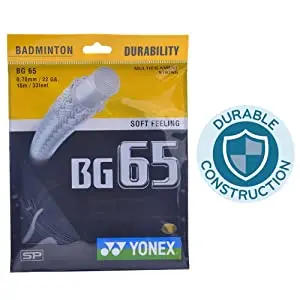 BADMINTON
DURABILITY
BG 65
0.70mm / 22 GA.
10m / 33feet
MULTIFILAMENT
STRING
SOFT FEELING
BG65
YONEX
SP
DURABLE
CONSTRUCTION